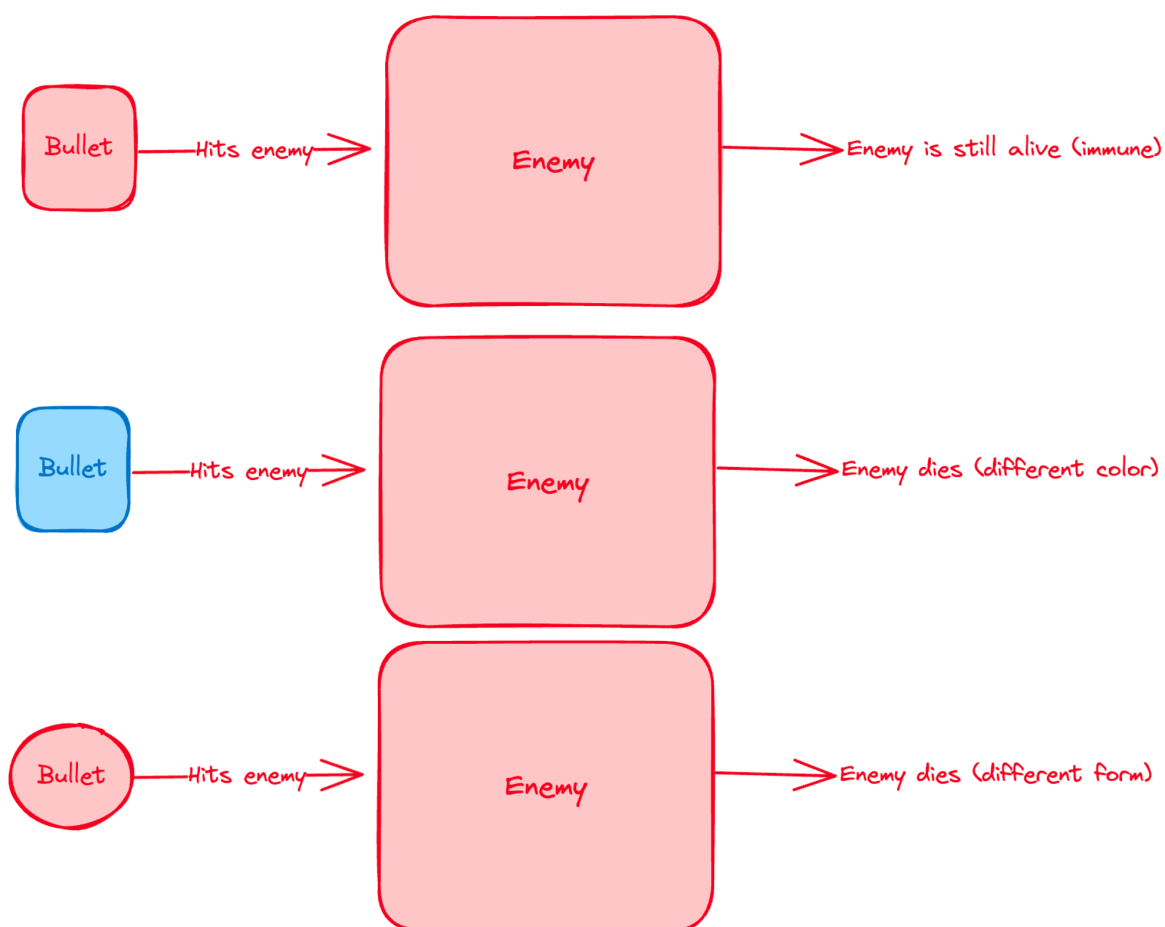 Bullet
Hits enemy
Enemy
Enemy is still alive (immune)
Bullet
Hits enemy
Enemy
Enemy dies (different color)
Bullet
Hits enemy
Enemy
Enemy dies (different form)